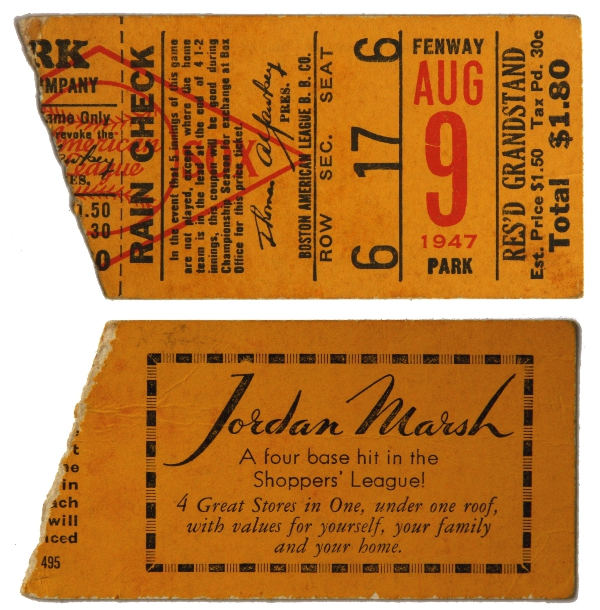 RK
MPANY
ame Only
revoke the
American
League
ES.
1.50
30
0
RAIN CHECK
In the event that 5 innings of this game
are not played, except where the home
team is in the lead at the end of 4 1-2
innings, this coupon will be good during
Championship Season for exchange at Box
Office for this price ticket.
SOX
Thomas A Yawkey
PRES.
BOSTON AMERICAN LEAGUE B. B. CO.
ROW SEC. SEAT
6 17 6
FENWAY
AUG
9
1947
PARK
RES'D GRANDSTAND
Est. Price $1.50 Tax Pd. 30c
Total $1.80
Jordan Marsh
A four base hit in the
Shoppers' League!
4 Great Stores in One, under one roof,
with values for yourself, your family
and your home.
t
ne
in
ach
will
iced
495